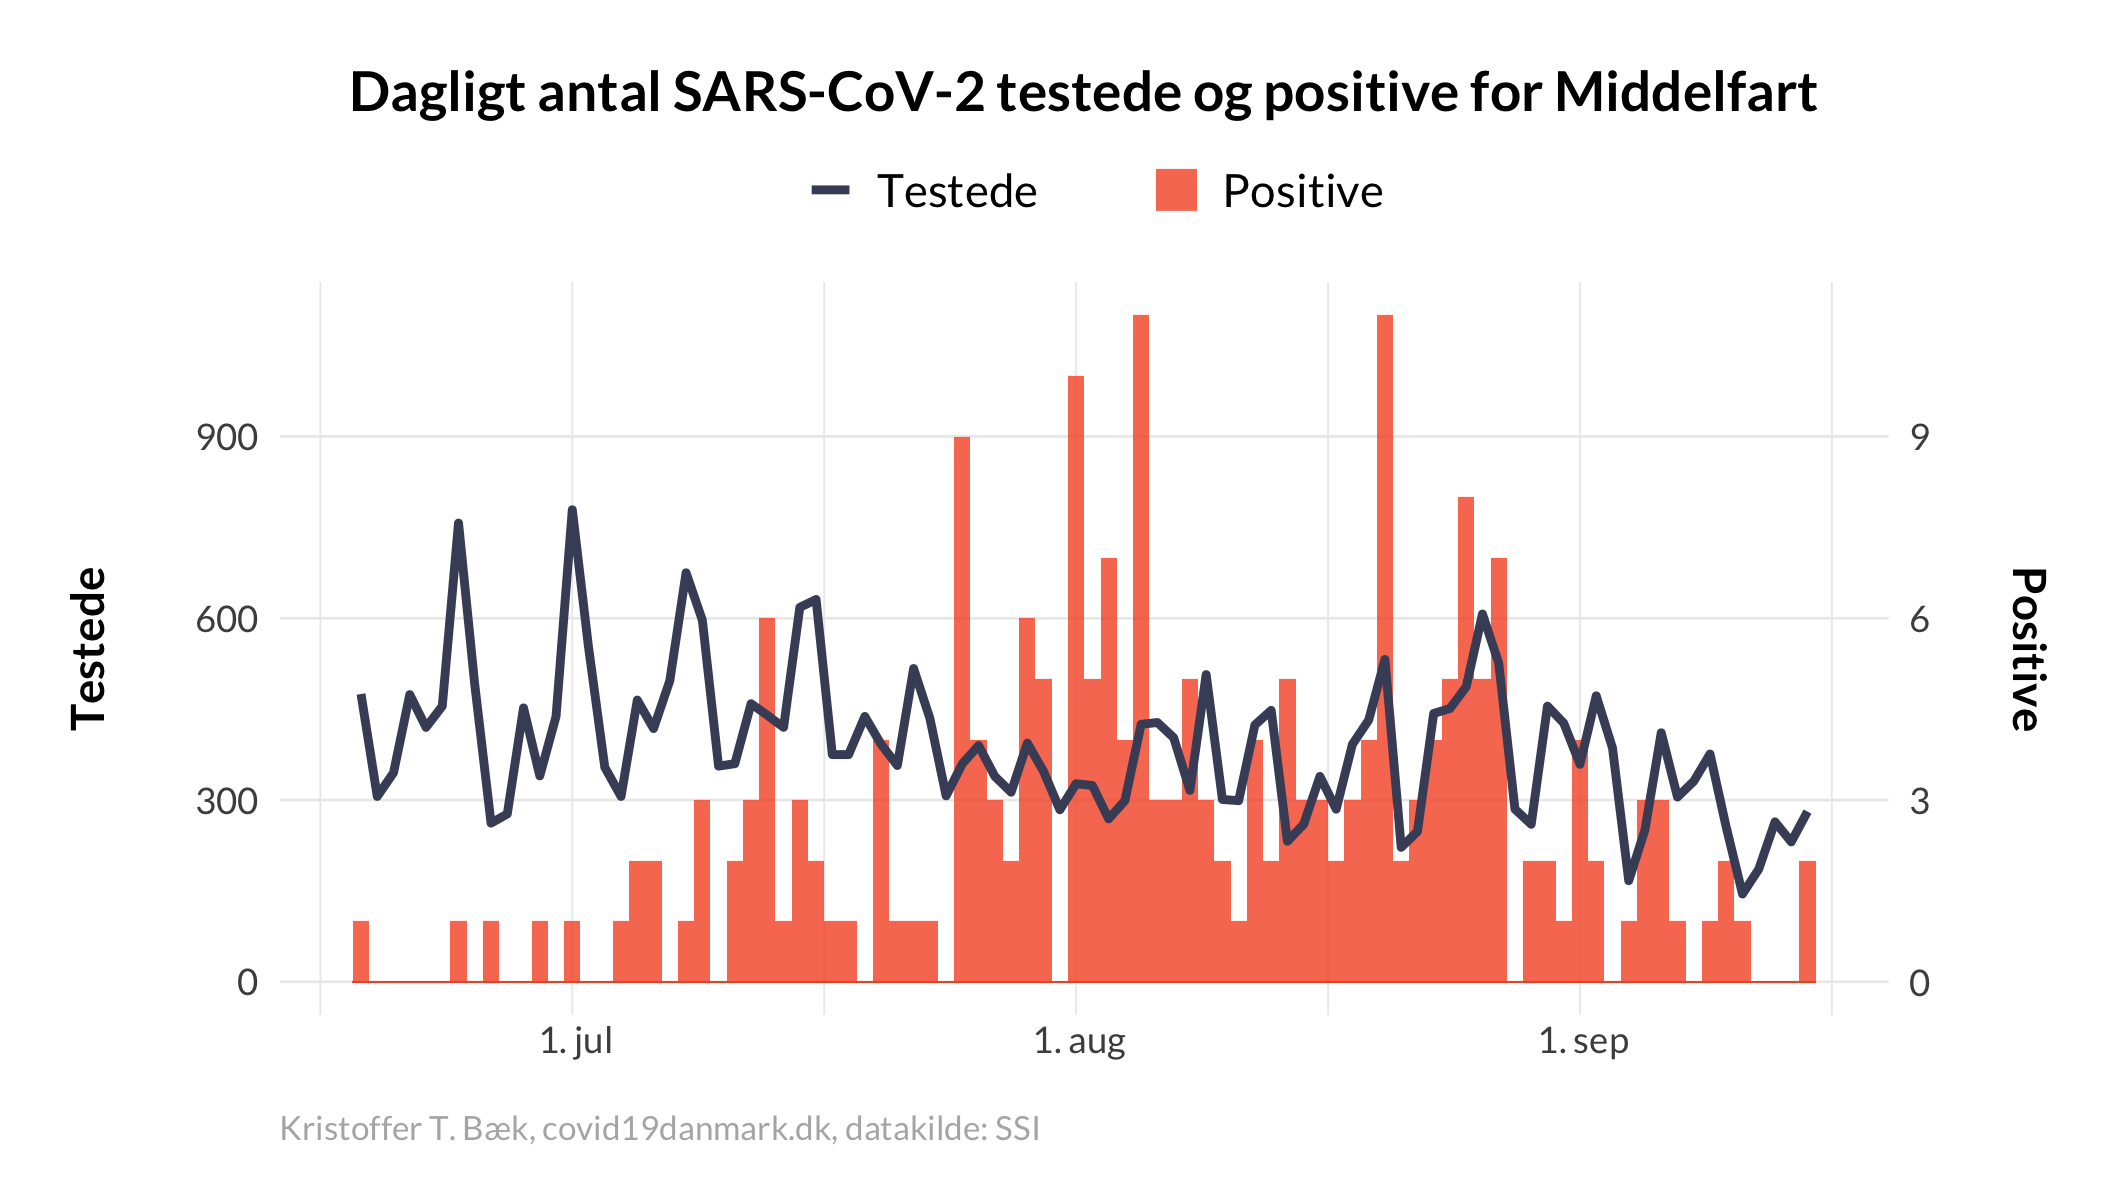 Dagligt antal SARS-CoV-2 testede og positive for Middelfart
Testede Positive
Testede
900
600
300
0
9
6
3
0
Positive
1. jul 1. aug 1. sep
Kristoffer T. Bæk, covid19danmark.dk, datakilde: SSI